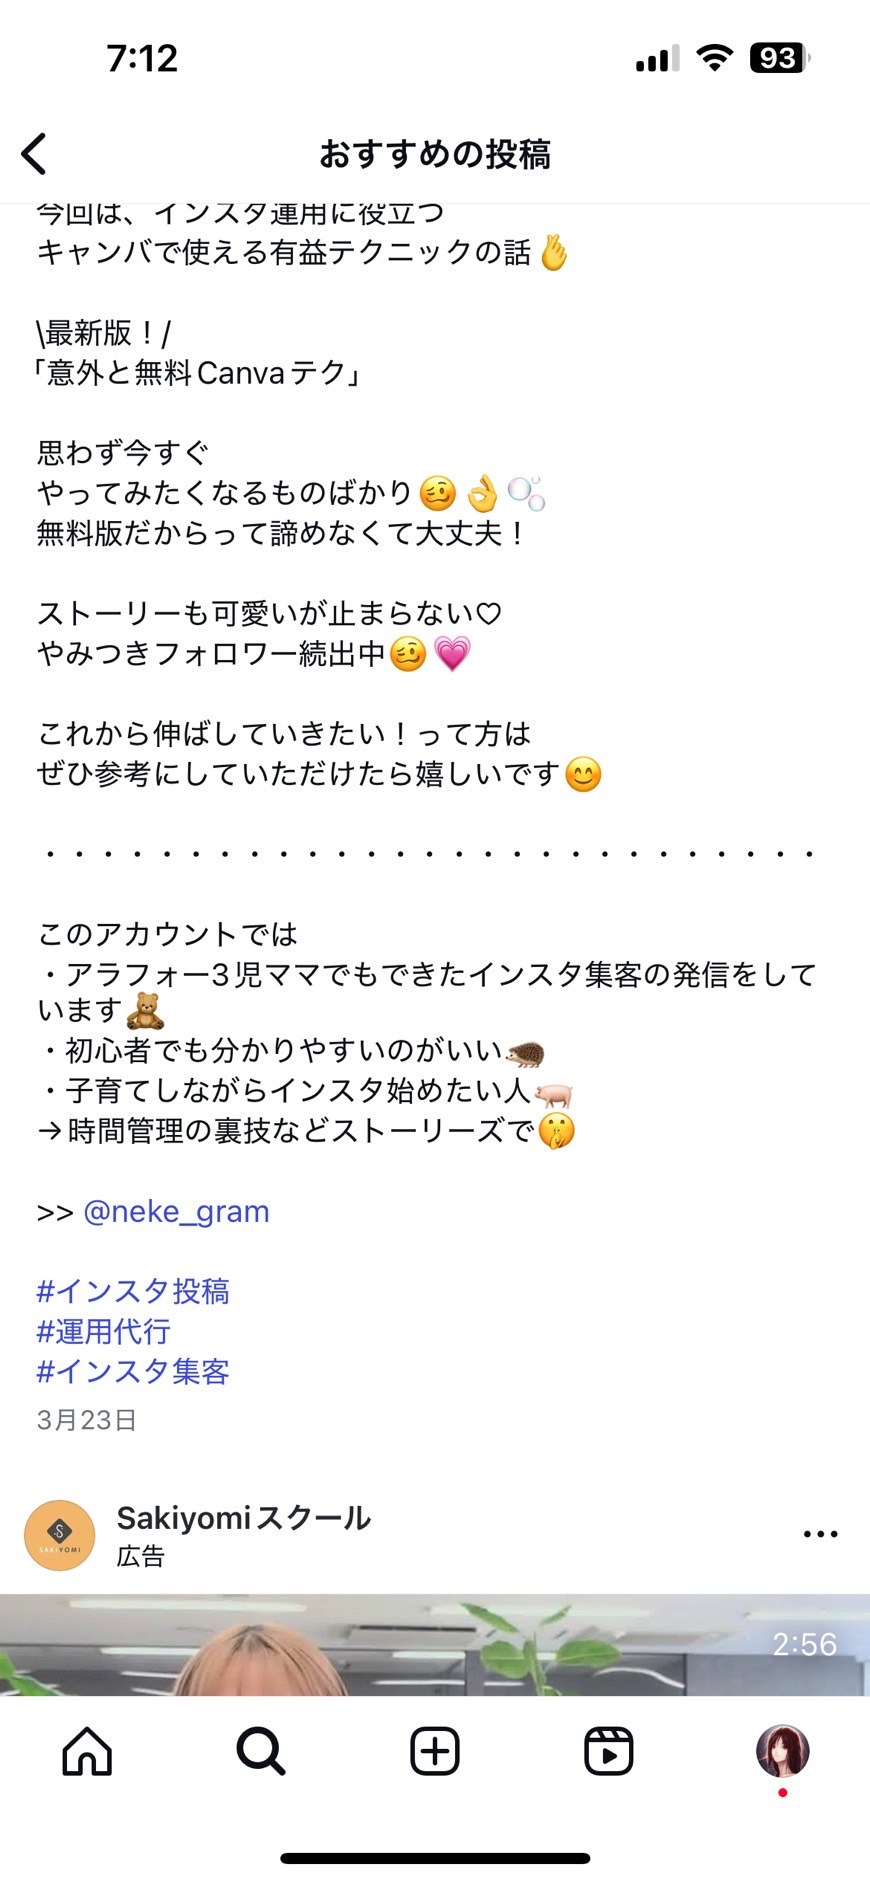 7:12
93
おすすめの投稿
今回は、インスタ運用に役立つ
キャンバで使える有益テクニックの話🫰
\最新版！/
「意外と無料Canvaテク」
思わず今すぐ
やってみたくなるものばかり🥴👌🫧
無料版だからって諦めなくて大丈夫！
ストーリーも可愛いが止まらない♡
やみつきフォロワー続出中🥴💗
これから伸ばしていきたい！って方は
ぜひ参考にしていただけたら嬉しいです😊
・・・・・・・・・・・・・・・・・・・・・・・・・・・
このアカウントでは
・アラフォー3児ママでもできたインスタ集客の発信をして
います🧸
・初心者でも分かりやすいのがいい🦔
・子育てしながらインスタ始めたい人🐖
→時間管理の裏技などストーリーズで🤫
>> @neke_gram
#インスタ投稿
#運用代行
#インスタ集客
3月23日
Sakiyomiスクール
広告
S
SAKIYOMI
2:56